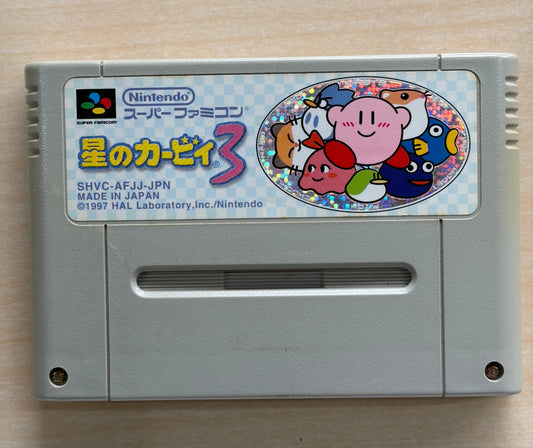 SUPER FAMICOM
Nintendo®
スーパーファミコン®
星のカービィ3
SHVC-AFJJ-JPN
MADE IN JAPAN
©1997 HAL Laboratory,Inc./Nintendo